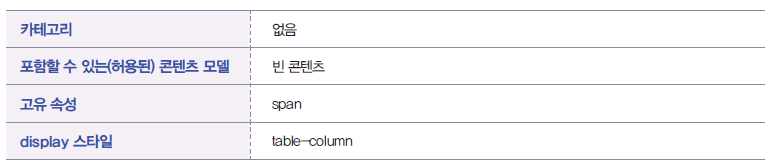 카테고리 없음
포함할 수 있는(허용된) 콘텐츠 모델 빈 콘텐츠
고유 속성 span
display 스타일 table-column